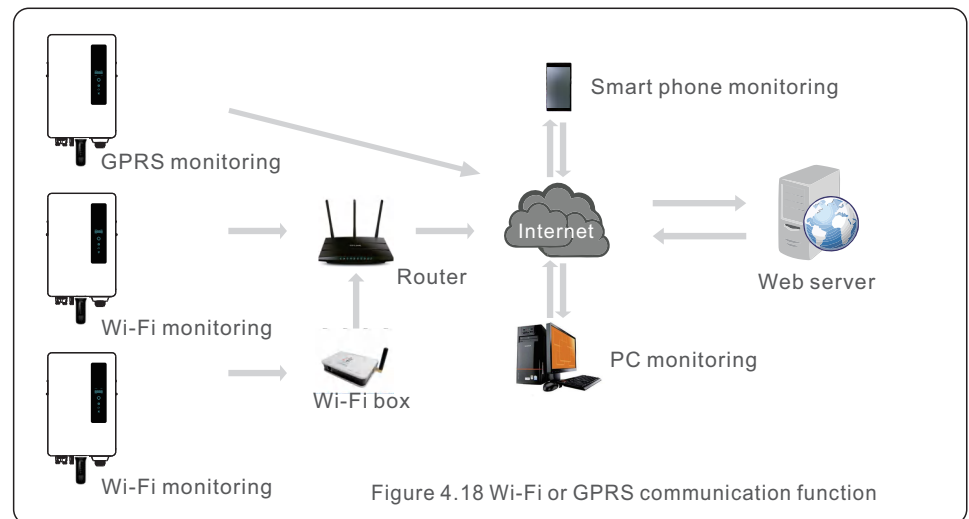 Smart phone monitoring
GPRS monitoring
Internet
Router
Web server
Wi-Fi monitoring
PC monitoring
Wi-Fi box
Wi-Fi monitoring
Figure 4.18 Wi-Fi or GPRS communication function